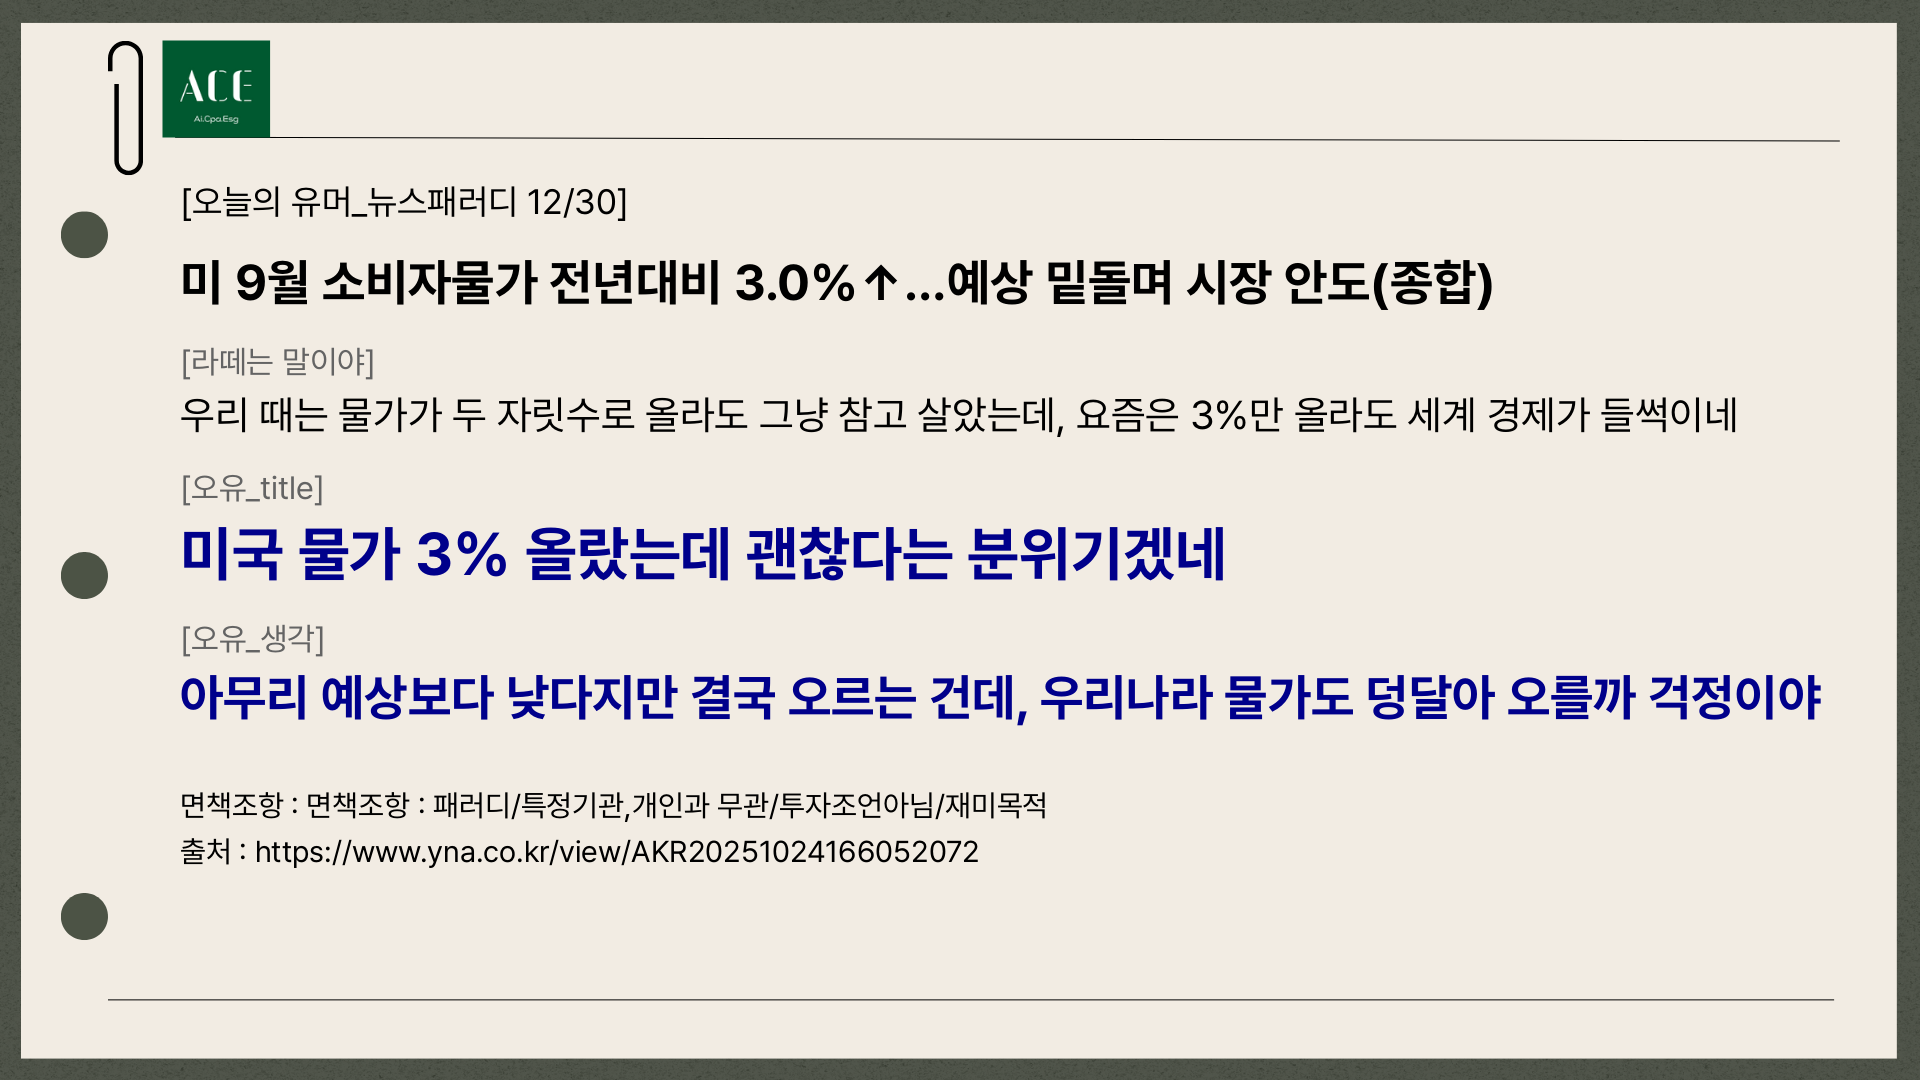 ACE
Ai.Cpa.Esg
[오늘의 유머_뉴스패러디 12/30]
미 9월 소비자물가 전년대비 3.0%↑…예상 밑돌며 시장 안도(종합)
[라떼는 말이야]
우리 때는 물가가 두 자릿수로 올라도 그냥 참고 살았는데, 요즘은 3%만 올라도 세계 경제가 들썩이네
[오유_title]
미국 물가 3% 올랐는데 괜찮다는 분위기겠네
[오유_생각]
아무리 예상보다 낮다지만 결국 오르는 건데, 우리나라 물가도 덩달아 오를까 걱정이야
면책조항 : 면책조항 : 패러디/특정기관,개인과 무관/투자조언아님/재미목적
출처 : https://www.yna.co.kr/view/AKR20251024166052072